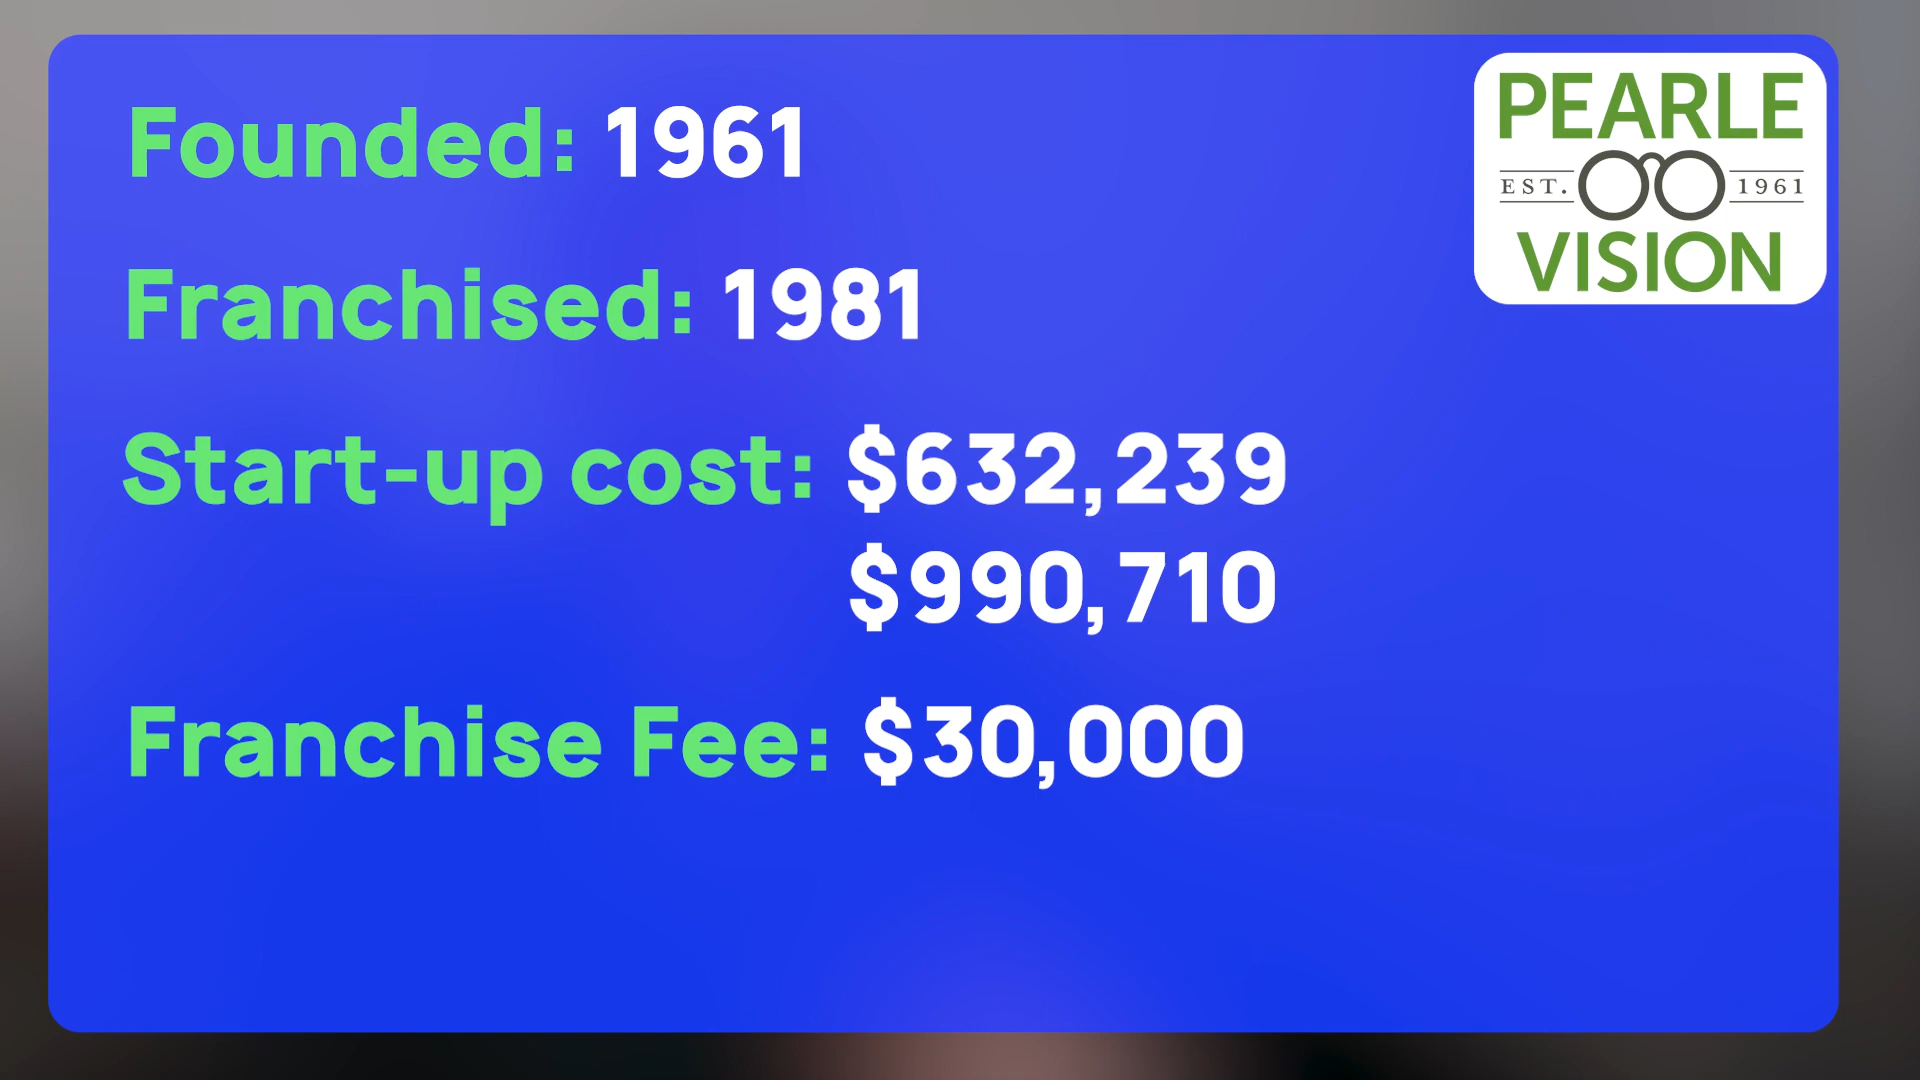 Founded: 1961
Franchised: 1981
Start-up cost: $632,239
$990,710
Franchise Fee: $30,000
PEARLE
EST. 1961
VISION